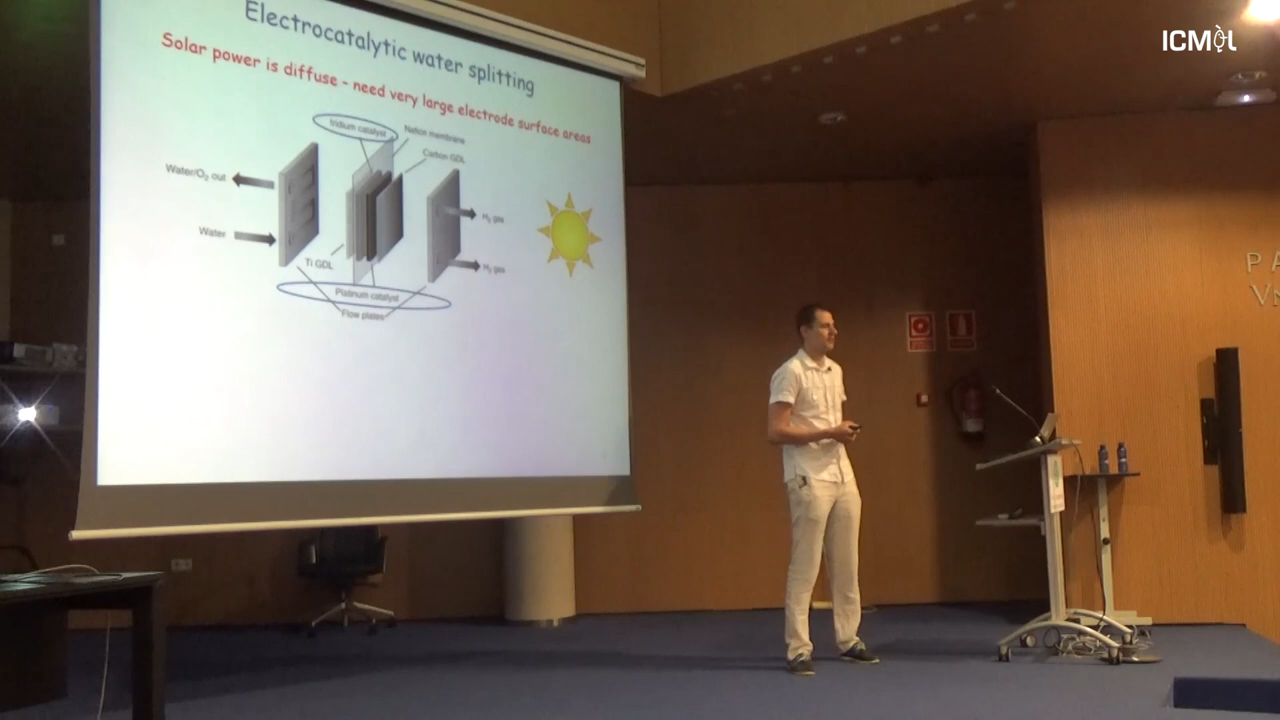 ICMOL
Electrocatalytic water splitting
Solar power is diffuse - need very large electrode surface areas
Iridium catalyst
Nafion membrane
Carbon GDL
Water/O₂ out
Water
H₂ gas
H₂ gas
Ti GDL
Platinum catalyst
Flow plates
PA